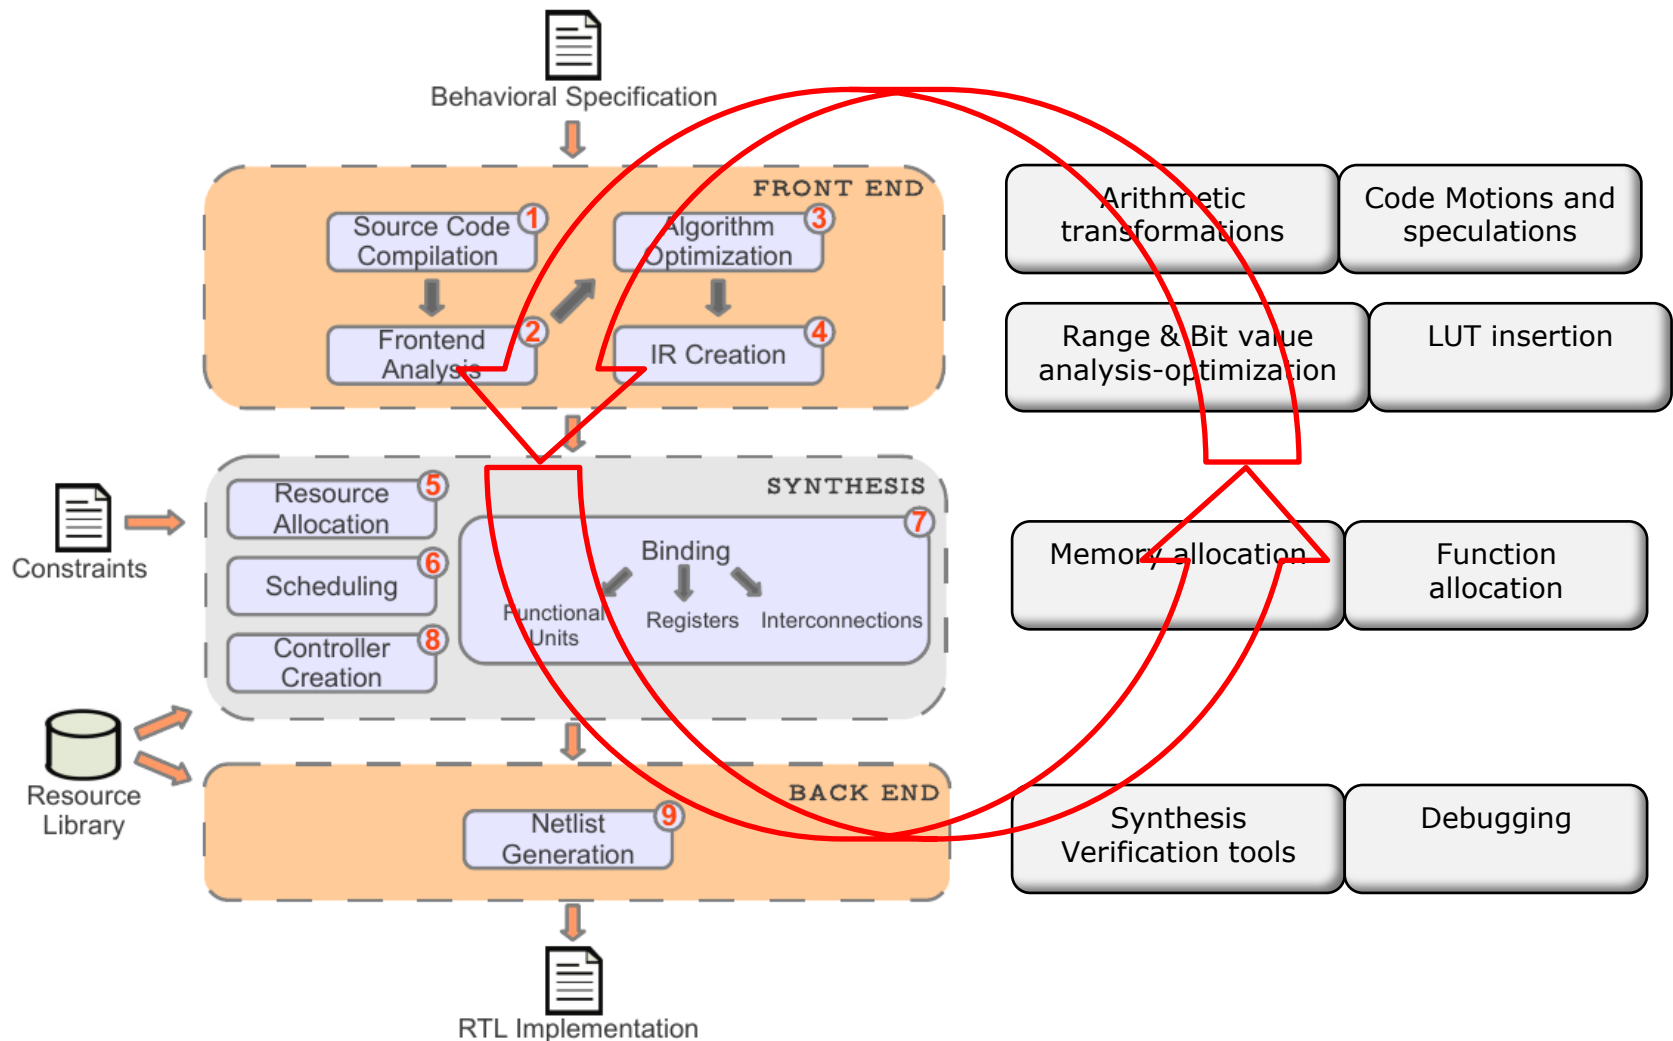 Behavioral Specification
FRONT END
1
Source Code
Compilation
3
Algorithm
Optimization
2
Frontend
Analysis
4
IR Creation
Arithmetic
transformations
Code Motions and
speculations
Range & Bit value
analysis-optimization
LUT insertion
Constraints
SYNTHESIS
5
Resource
Allocation
6
Scheduling
8
Controller
Creation
7
Binding
Functional
Units
Registers
Interconnections
Memory allocation
Function
allocation
Resource
Library
BACK END
9
Netlist
Generation
Synthesis
Verification tools
Debugging
RTL Implementation